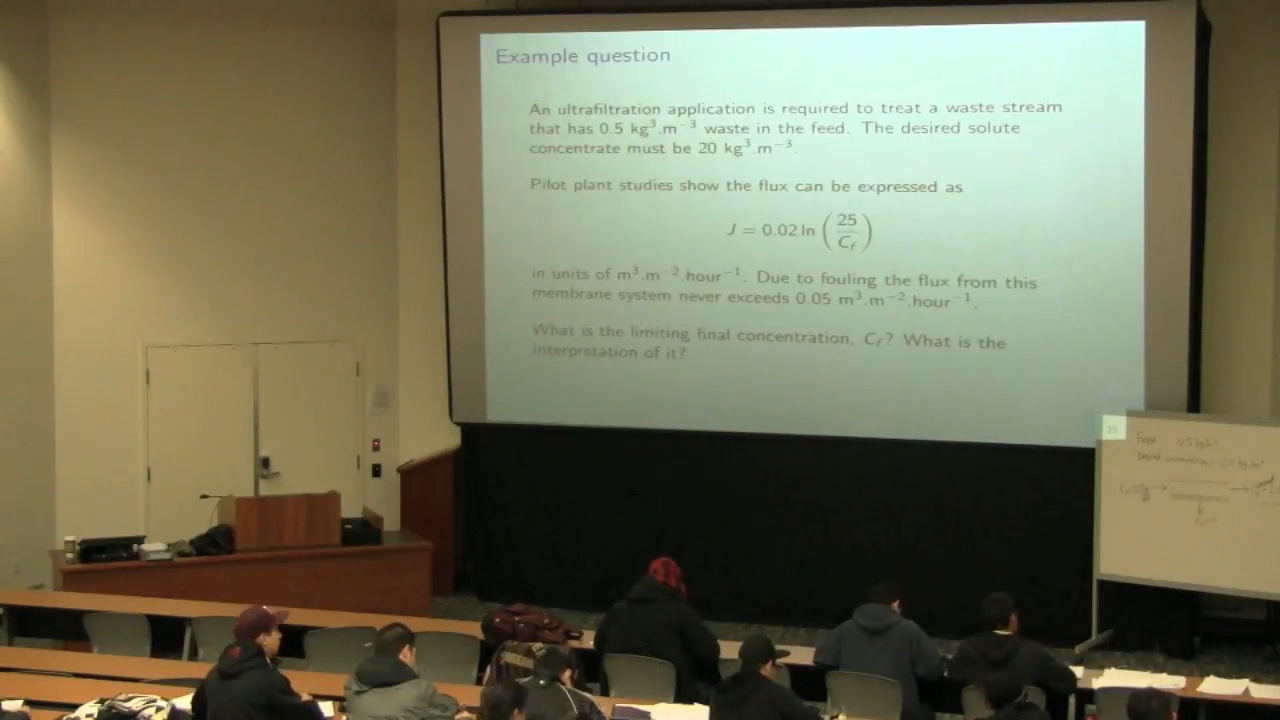 Example question
An ultrafiltration application is required to treat a waste stream
that has 0.5 kg³.m⁻³ waste in the feed. The desired solute
concentrate must be 20 kg³.m⁻³.
Pilot plant studies show the flux can be expressed as
J = 0.02 ln (25/C_f)
in units of m³.m⁻².hour⁻¹. Due to fouling the flux from this
membrane system never exceeds 0.05 m³.m⁻².hour⁻¹.
What is the limiting final concentration, C_f? What is the
interpretation of it?
Feed